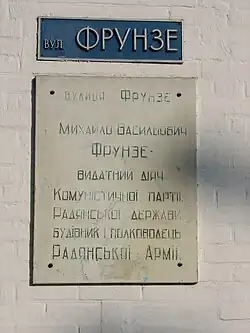 вул. ФРУНЗЕ
вулиця Фрунзе
Михайло Васильович
Фрунзе-
видатний діяч
Комуністичної партії,
Радянської держави,
будівник і полководець
Радянської Армії.